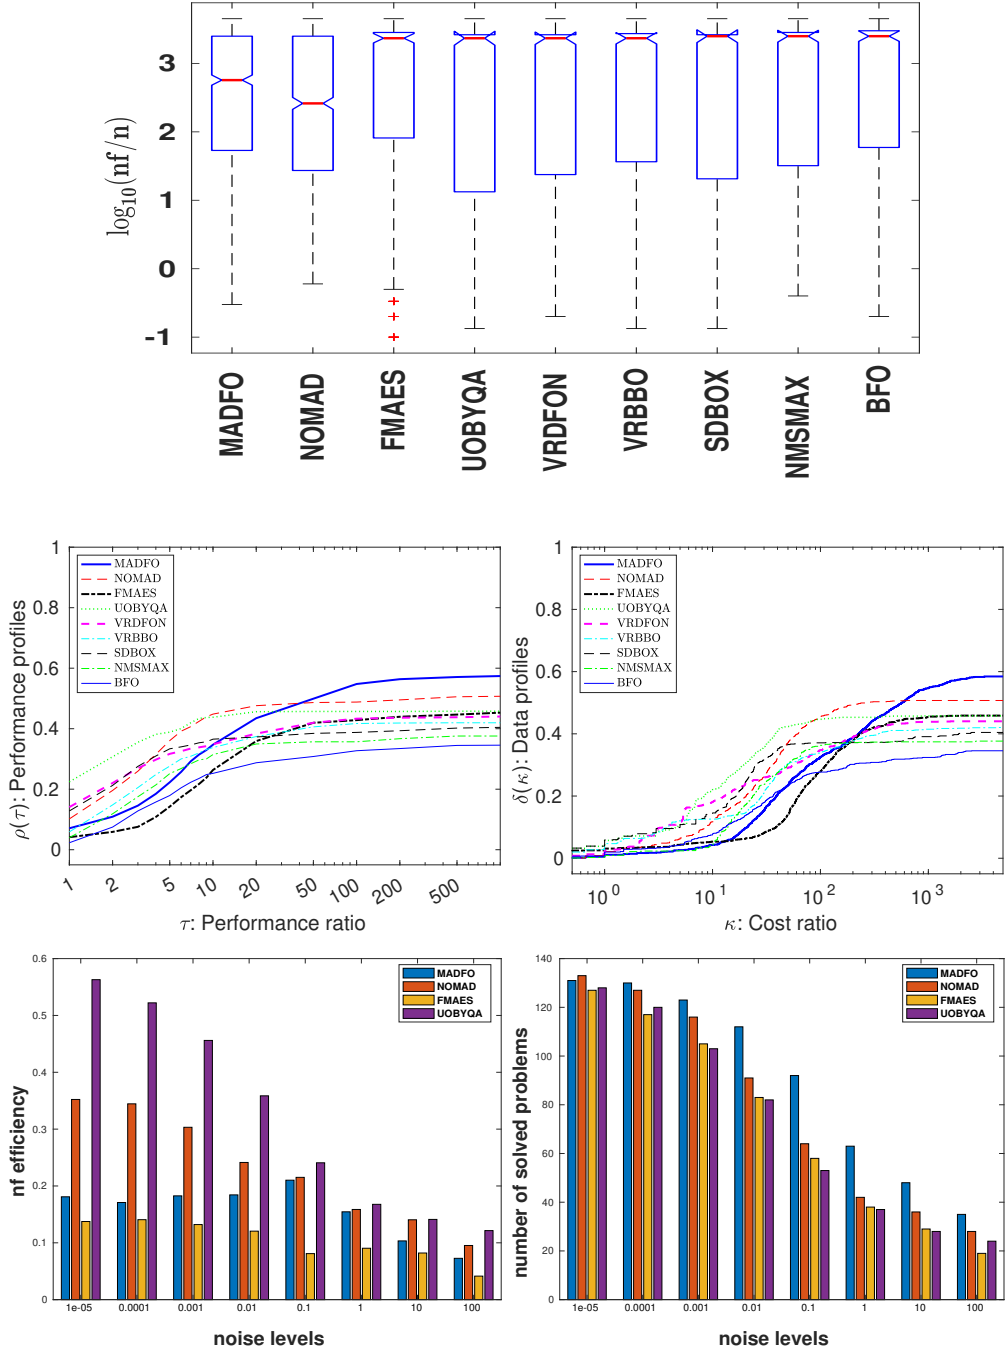 3
2
1
0
-1
log10(nf/n)
MADFO
NOMAD
FMAES
UOBYQA
VRDFON
VRBBO
SDBOX
NMSMAX
BFO
1
0.8
0.6
0.4
0.2
0
ρ(τ): Performance profiles
MADFO
NOMAD
FMAES
UOBYQA
VRDFON
VRBBO
SDBOX
NMSMAX
BFO
1
2
5
10
20
50
100
200
500
τ: Performance ratio
1
0.8
0.6
0.4
0.2
0
δ(κ): Data profiles
MADFO
NOMAD
FMAES
UOBYQA
VRDFON
VRBBO
SDBOX
NMSMAX
BFO
10^0
10^1
10^2
10^3
κ: Cost ratio
0.6
0.5
0.4
0.3
0.2
0.1
0
nf efficiency
MADFO
NOMAD
FMAES
UOBYQA
1e-05
0.0001
0.001
0.01
0.1
1
10
100
noise levels
140
120
100
80
60
40
20
0
number of solved problems
MADFO
NOMAD
FMAES
UOBYQA
1e-05
0.0001
0.001
0.01
0.1
1
10
100
noise levels